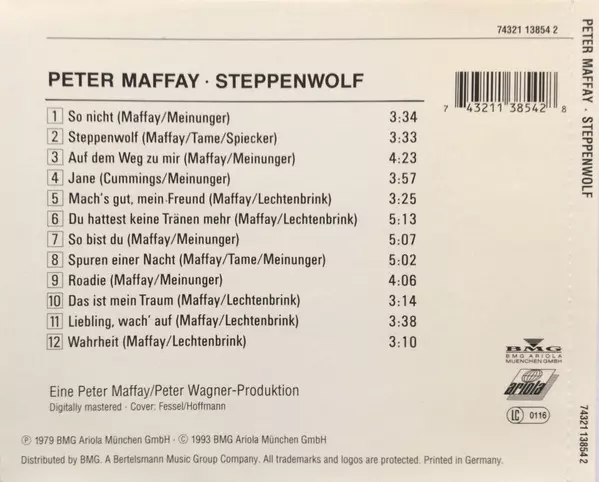 74321 13854 2
PETER MAFFAY · STEPPENWOLF
1 So nicht (Maffay/Meinunger) 3:34
2 Steppenwolf (Maffay/Tame/Spiecker) 3:33
3 Auf dem Weg zu mir (Maffay/Meinunger) 4:23
4 Jane (Cummings/Meinunger) 3:57
5 Mach's gut, mein Freund (Maffay/Lechtenbrink) 3:25
6 Du hattest keine Tränen mehr (Maffay/Lechtenbrink) 5:13
7 So bist du (Maffay/Meinunger) 5:07
8 Spuren einer Nacht (Maffay/Tame/Meinunger) 5:02
9 Roadie (Maffay/Meinunger) 4:06
10 Das ist mein Traum (Maffay/Lechtenbrink) 3:14
11 Liebling, wach' auf (Maffay/Lechtenbrink) 3:38
12 Wahrheit (Maffay/Lechtenbrink) 3:10
7 43211 38542 8
Eine Peter Maffay/Peter Wagner-Produktion
Digitally mastered · Cover: Fessel/Hoffmann
℗ 1979 BMG Ariola München GmbH · © 1993 BMG Ariola München GmbH
Distributed by BMG. A Bertelsmann Music Group Company. All trademarks and logos are protected. Printed in Germany.
BMG
BMG ARIOLA
MUENCHEN GMBH
ariola
LC 0116
PETER MAFFAY · STEPPENWOLF
74321 13854 2